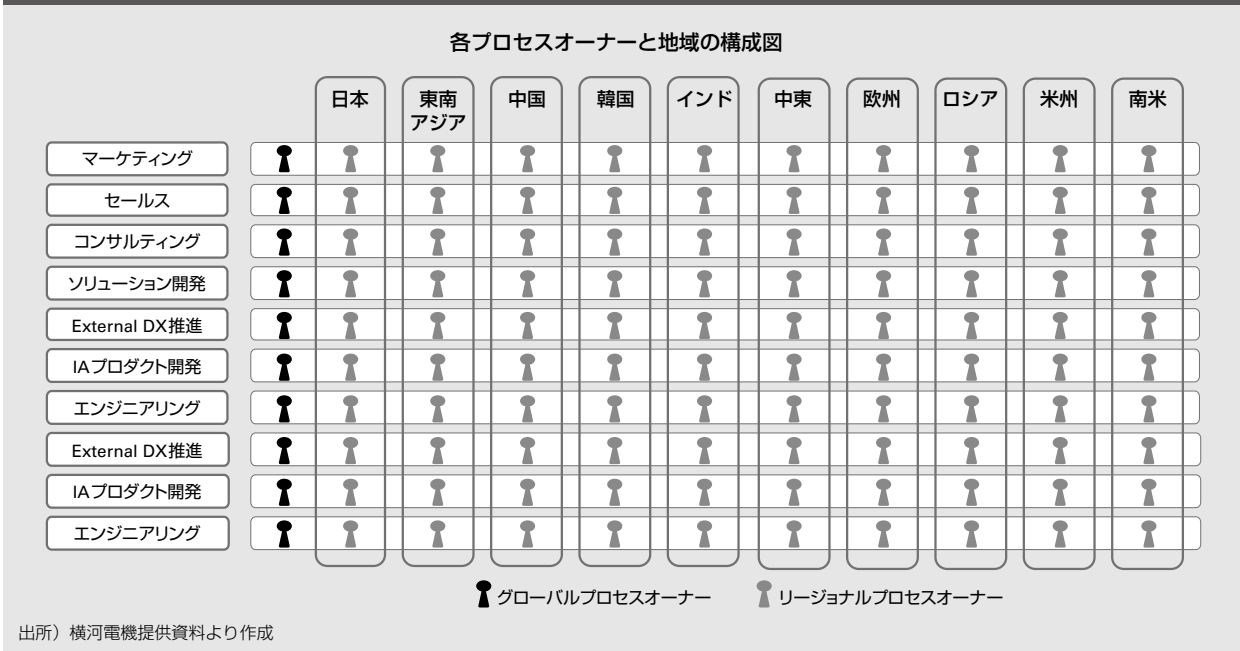 各プロセスオーナーと地域の構成図
日本
東南
アジア
中国
韓国
インド
中東
欧州
ロシア
米州
南米
マーケティング
セールス
コンサルティング
ソリューション開発
External DX推進
IAプロダクト開発
エンジニアリング
External DX推進
IAプロダクト開発
エンジニアリング
グローバルプロセスオーナー
リージョナルプロセスオーナー
出所）横河電機提供資料より作成